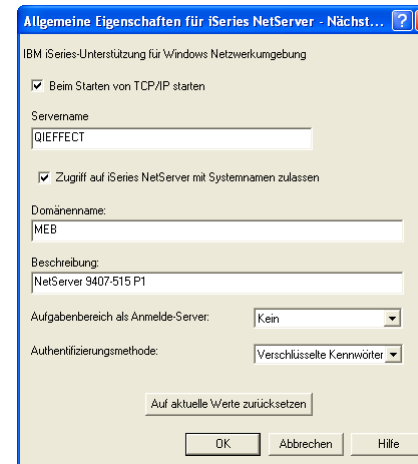 Allgemeine Eigenschaften für iSeries NetServer - Nächst... ?
IBM iSeries-Unterstützung für Windows Netzwerkumgebung
Beim Starten von TCP/IP starten
Servername
QIEFFECT
Zugriff auf iSeries NetServer mit Systemnamen zulassen
Domänenname:
MEB
Beschreibung:
NetServer 9407-515 P1
Aufgabenbereich als Anmelde-Server: Kein
Authentifizierungsmethode: Verschlüsselte Kennwörter
Auf aktuelle Werte zurücksetzen
OK Abbrechen Hilfe